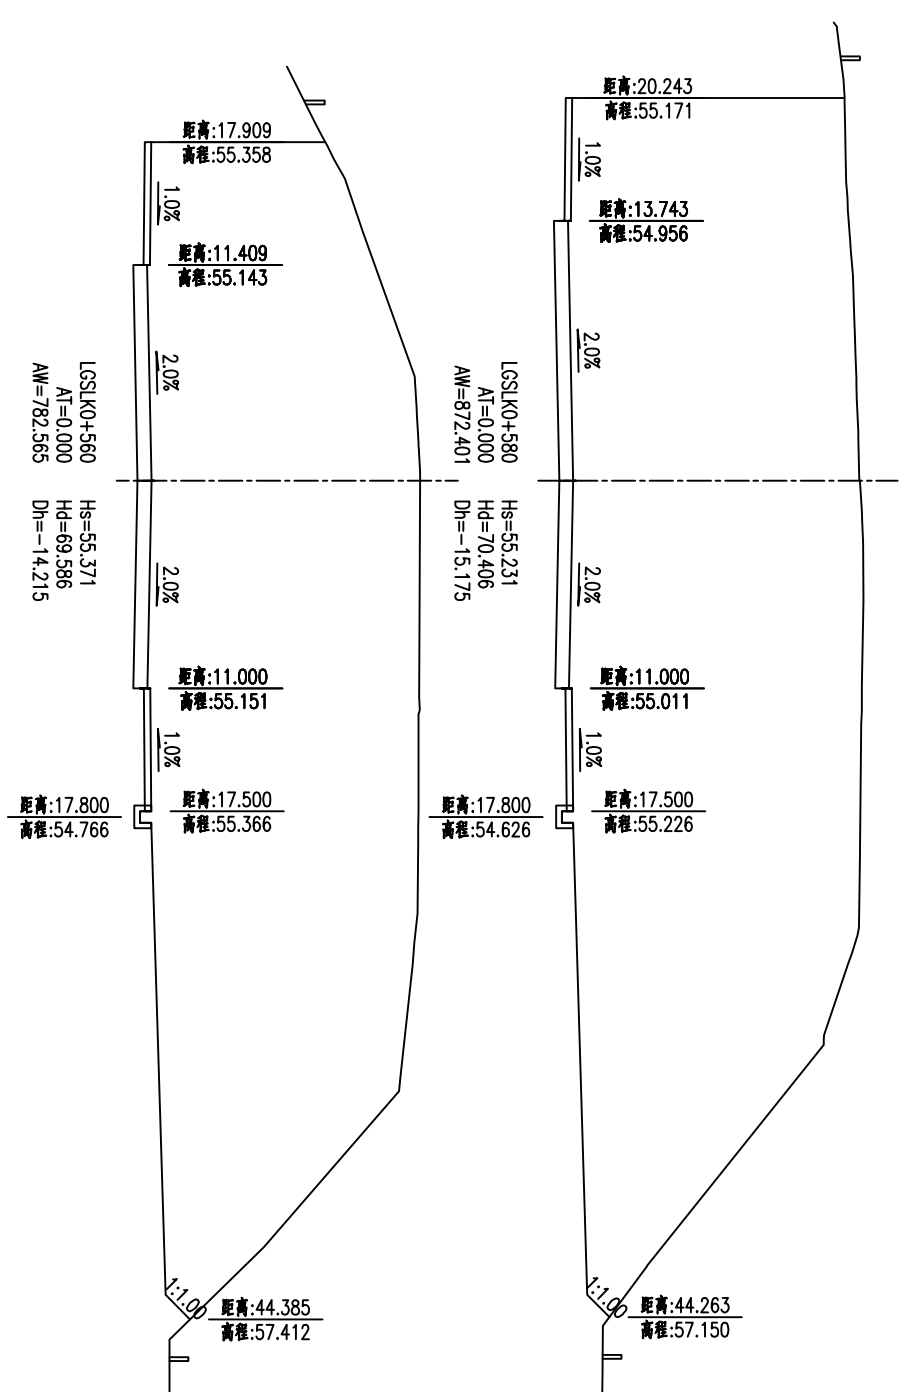 距离:17.909
高程:55.358
1.0%
距离:11.409
高程:55.143
2.0%
LGSLK0+560 Hs=55.371
AT=0.000 Hd=69.586
AW=782.565 Dh=-14.215
2.0%
距离:11.000
高程:55.151
1.0%
距离:17.500
高程:55.366
距离:17.800
高程:54.766
1:1.00
距离:44.385
高程:57.412
距离:20.243
高程:55.171
1.0%
距离:13.743
高程:54.956
2.0%
LGSLK0+580 Hs=55.231
AT=0.000 Hd=70.406
AW=872.401 Dh=-15.175
2.0%
距离:11.000
高程:55.011
1.0%
距离:17.500
高程:55.226
距离:17.800
高程:54.626
1:1.00
距离:44.263
高程:57.150